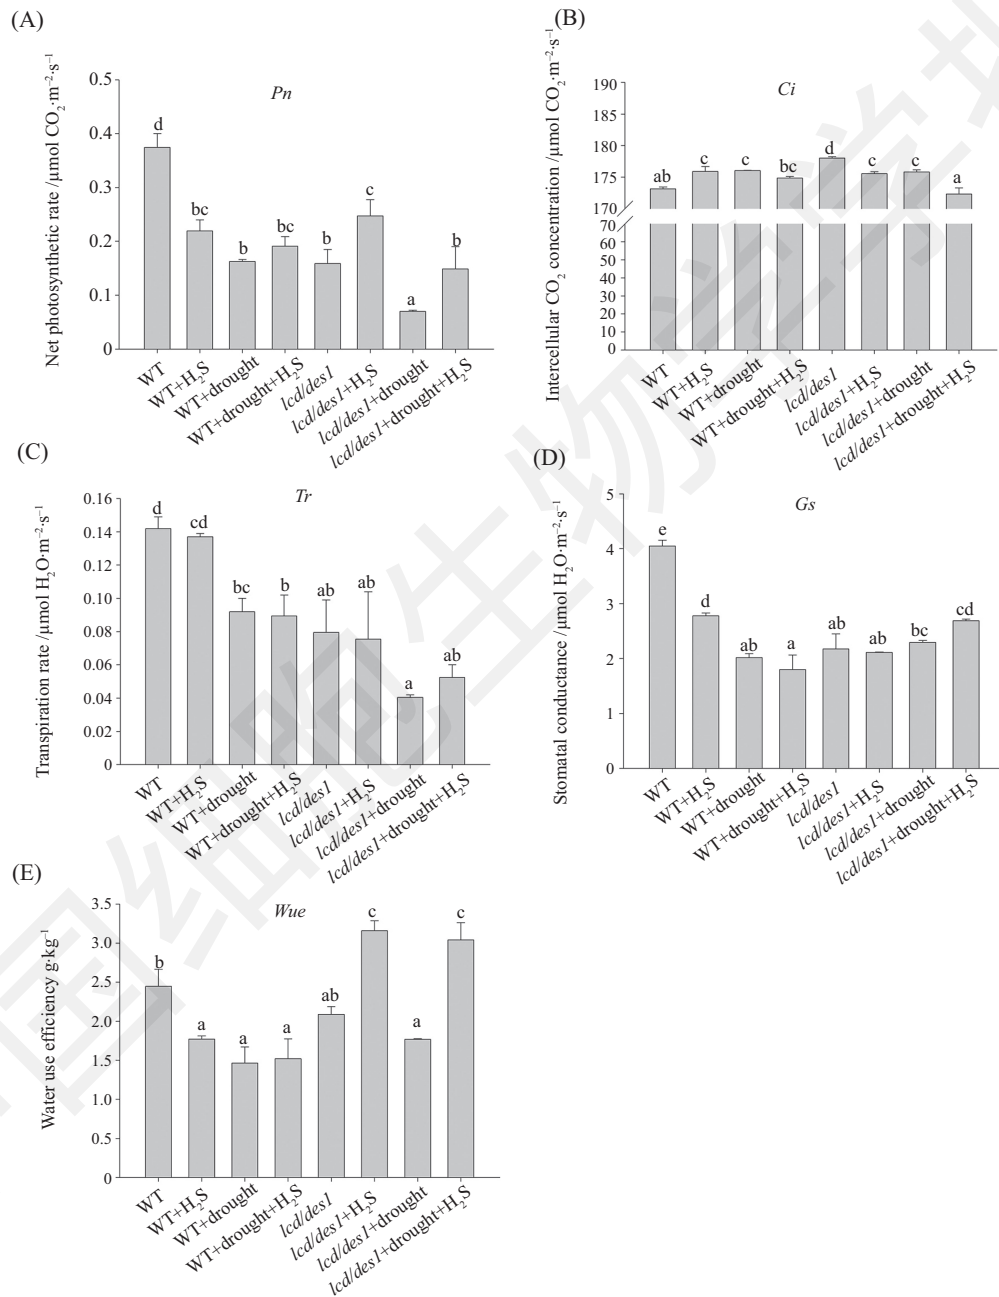 (A)
Pn
Net photosynthetic rate /μmol CO₂·m⁻²·s⁻¹
0.5
0.4
0.3
0.2
0.1
0
d
bc
b
bc
b
c
a
b
WT
WT+H₂S
WT+drought
WT+drought+H₂S
lcd/des1
lcd/des1+H₂S
lcd/des1+drought
lcd/des1+drought+H₂S
(B)
Ci
Intercellular CO₂ concentration /μmol CO₂·m⁻²·s⁻¹
190
185
180
175
170
70
60
50
40
30
20
10
0
ab
c
c
bc
d
c
c
a
WT
WT+H₂S
WT+drought
WT+drought+H₂S
lcd/des1
lcd/des1+H₂S
lcd/des1+drought
lcd/des1+drought+H₂S
(C)
Tr
Transpiration rate /μmol H₂O·m⁻²·s⁻¹
0.16
0.14
0.12
0.10
0.08
0.06
0.04
0.02
0
d
cd
bc
b
ab
ab
a
ab
WT
WT+H₂S
WT+drought
WT+drought+H₂S
lcd/des1
lcd/des1+H₂S
lcd/des1+drought
lcd/des1+drought+H₂S
(D)
Gs
Stomatal conductance /μmol H₂O·m⁻²·s⁻¹
5
4
3
2
1
0
e
d
ab
a
ab
ab
bc
cd
WT
WT+H₂S
WT+drought
WT+drought+H₂S
lcd/des1
lcd/des1+H₂S
lcd/des1+drought
lcd/des1+drought+H₂S
(E)
Wue
Water use efficiency g·kg⁻¹
3.5
3.0
2.5
2.0
1.5
1.0
0.5
0
b
a
a
a
ab
c
a
c
WT
WT+H₂S
WT+drought
WT+drought+H₂S
lcd/des1
lcd/des1+H₂S
lcd/des1+drought
lcd/des1+drought+H₂S
国细胞生物学学